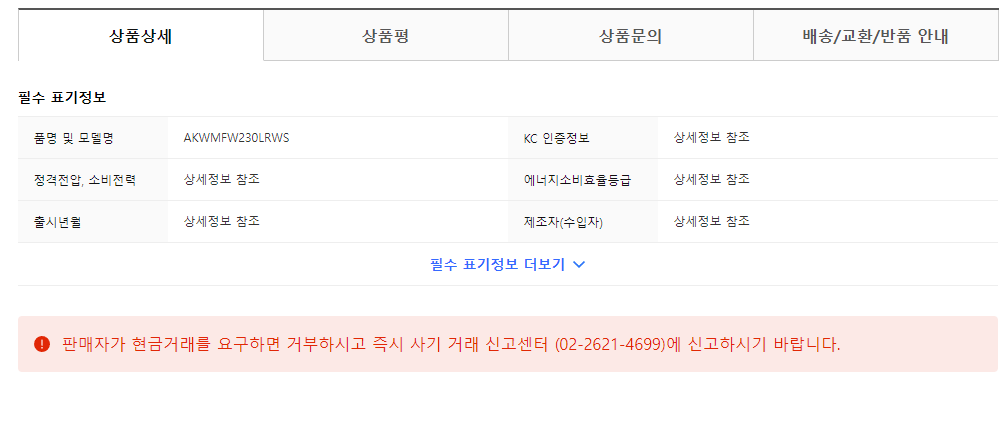 상품상세 상품평 상품문의 배송/교환/반품 안내
필수 표기정보
품명 및 모델명 AKWMFW230LRWS KC 인증정보 상세정보 참조
정격전압, 소비전력 상세정보 참조 에너지소비효율등급 상세정보 참조
출시년월 상세정보 참조 제조자(수입자) 상세정보 참조
필수 표기정보 더보기
판매자가 현금거래를 요구하면 거부하시고 즉시 사기 거래 신고센터 (02-2621-4699)에 신고하시기 바랍니다.